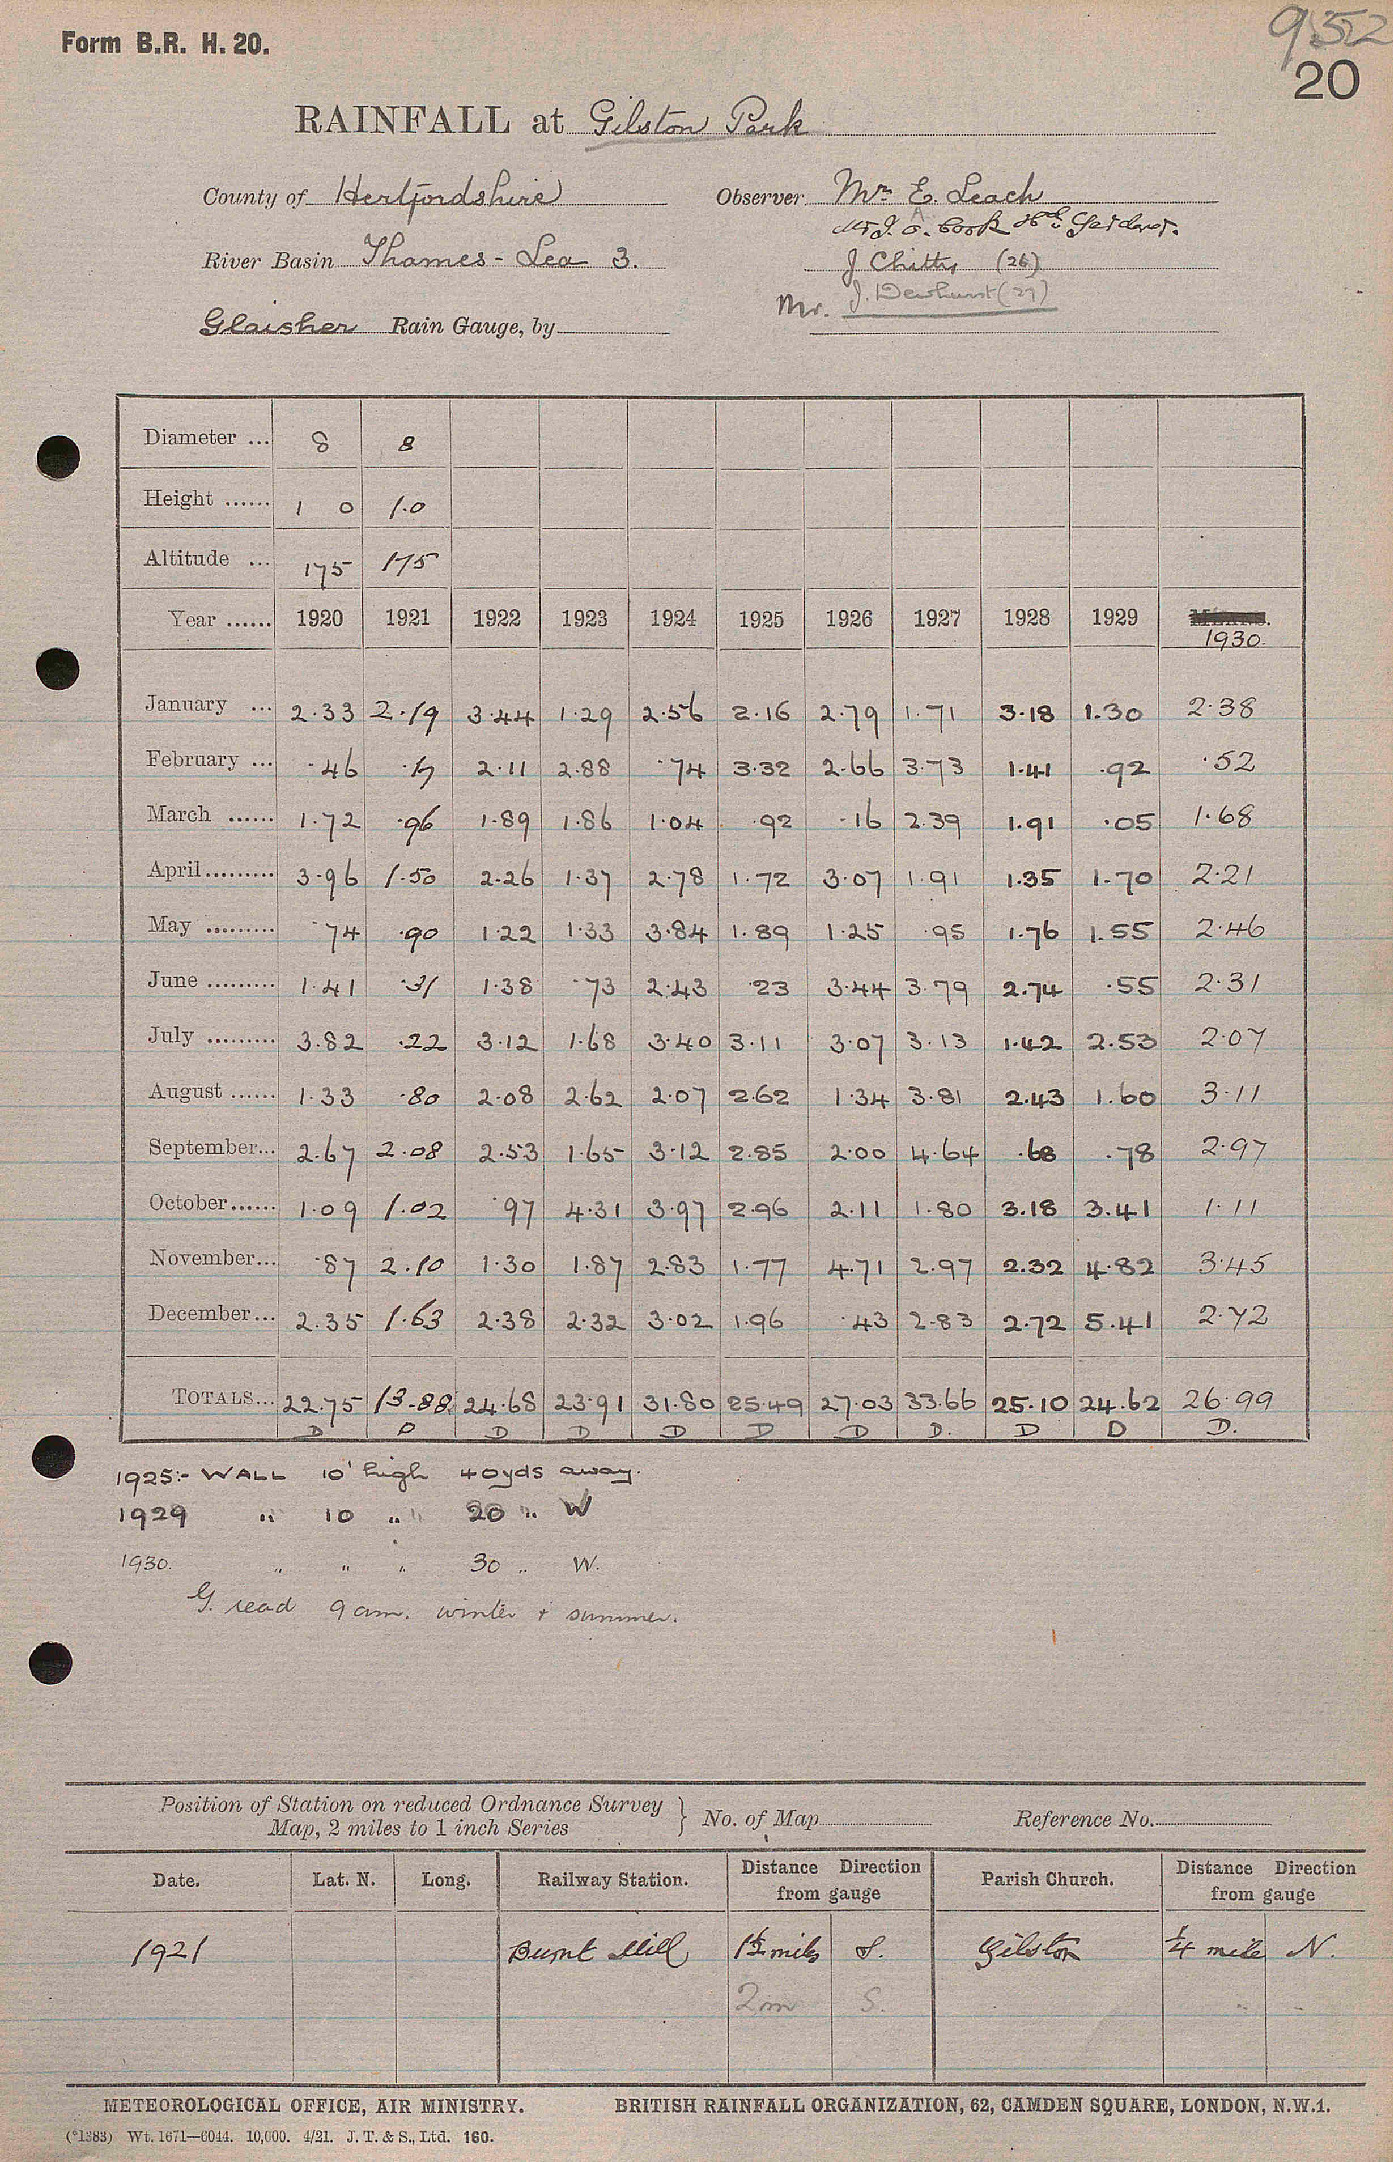 952
Form B.R. H. 20.
20
RAINFALL at Gilston Park
County of Hertfordshire Observer Mr. E. Leach
Mr J. A. Cook Hd. Gardener.
River Basin Thames - Lea 3. J Chitty (26)
Mr. J. Dewhurst (27)
Glaisher Rain Gauge, by
Diameter ... 8 8
Height ...... 1 0 1.0
Altitude ... 175 175
Year ...... 1920 1921 1922 1923 1924 1925 1926 1927 1928 1929 1930.
January ... 2.33 2.19 3.44 1.29 2.56 2.16 2.79 1.71 3.18 1.30 2.38
February ... .46 .17 2.11 2.88 .74 3.32 2.66 3.73 1.41 .92 .52
March ...... 1.72 .96 1.89 1.86 1.04 .92 .16 2.39 1.91 .05 1.68
April ......... 3.96 1.50 2.26 1.37 2.78 1.72 3.07 1.91 1.35 1.70 2.21
May ......... .74 .90 1.22 1.33 3.84 1.89 1.25 .95 1.76 1.55 2.46
June ......... 1.41 .31 1.38 .73 2.43 .23 3.44 3.79 2.74 .55 2.31
July ......... 3.82 .22 3.12 1.68 3.40 3.11 3.07 3.13 1.42 2.53 2.07
August ...... 1.33 .80 2.08 2.62 2.07 2.62 1.34 3.81 2.43 1.60 3.11
September... 2.67 2.08 2.53 1.65 3.12 2.85 2.00 4.64 .68 .78 2.97
October...... 1.09 1.02 .97 4.31 3.97 2.96 2.11 1.80 3.18 3.41 1.11
November... .87 2.10 1.30 1.87 2.83 1.77 4.71 2.97 2.32 4.82 3.45
December... 2.35 1.63 2.38 2.32 3.02 1.96 .43 2.83 2.72 5.41 2.72
TOTALS... 22.75 13.88 24.68 23.91 31.80 25.49 27.03 33.66 25.10 24.62 26.99
D D D D D D D D. D D D.
1925:- WALL 10' high 40yds away.
1929 " 10 " 20 " W
1930. " " " 30 " W.
G. read 9am. winter + summer.
Position of Station on reduced Ordnance Survey Map, 2 miles to 1 inch Series } No. of Map Reference No.
Date. Lat. N. Long. Railway Station. Distance Direction from gauge Parish Church. Distance Direction from gauge
1921 Burnt Mill 1½ miles S. Gilston ¼ mile N.
2m S. " "
METEOROLOGICAL OFFICE, AIR MINISTRY. BRITISH RAINFALL ORGANIZATION, 62, CAMDEN SQUARE, LONDON, N.W.1.
(*1383) Wt. 1671—6044. 10,000. 4/21. J. T. & S., Ltd. 160.